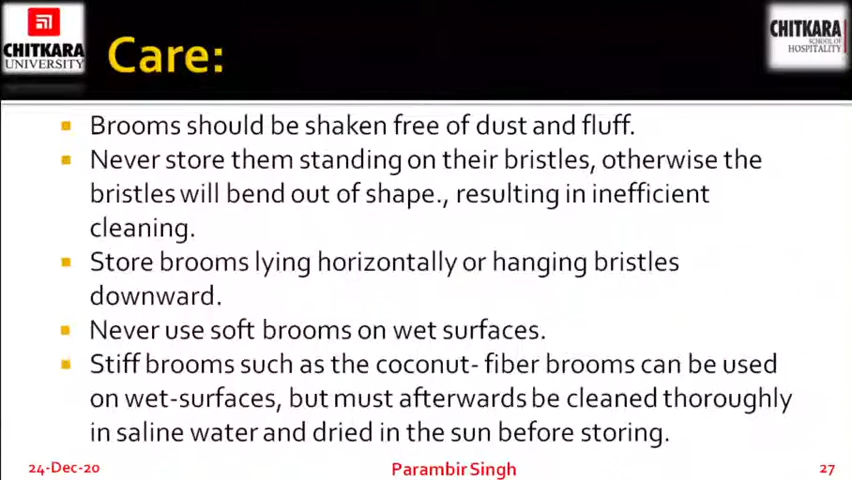 CHITKARA
UNIVERSITY
Care:
CHITKARA
SCHOOL OF
HOSPITALITY
Brooms should be shaken free of dust and fluff.
Never store them standing on their bristles, otherwise the
bristles will bend out of shape., resulting in inefficient
cleaning.
Store brooms lying horizontally or hanging bristles
downward.
Never use soft brooms on wet surfaces.
Stiff brooms such as the coconut- fiber brooms can be used
on wet-surfaces, but must afterwards be cleaned thoroughly
in saline water and dried in the sun before storing.
24-Dec-20
Parambir Singh
27